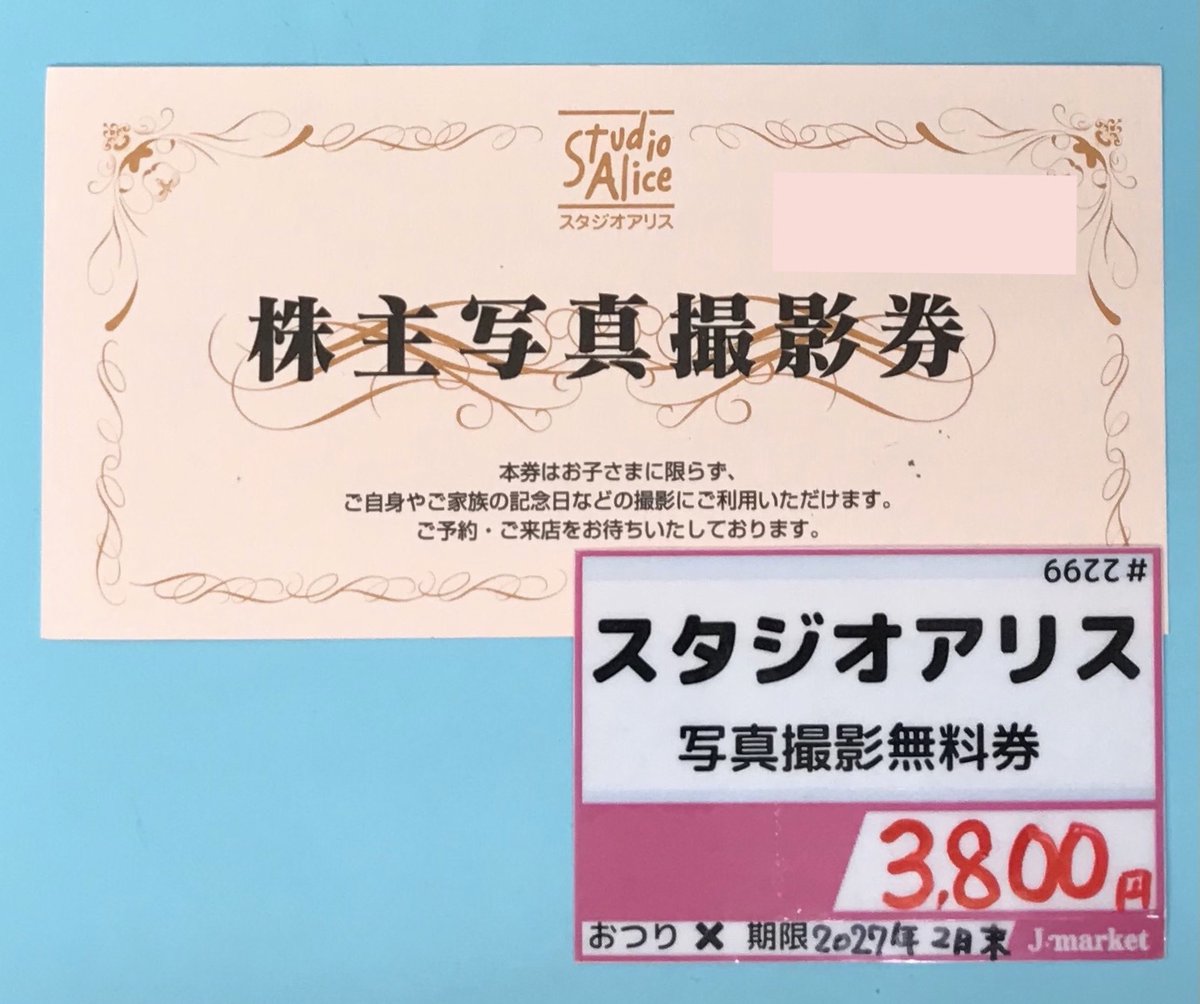 Studio
Alice
スタジオアリス
株主写真撮影券
本券はお子さまに限らず、
ご自身やご家族の記念日などの撮影にご利用いただけます。
ご予約・ご来店をお待ちいたしております。
#2299
スタジオアリス
写真撮影無料券
3,800円
おつり ✖ 期限2027年2月末 J·market